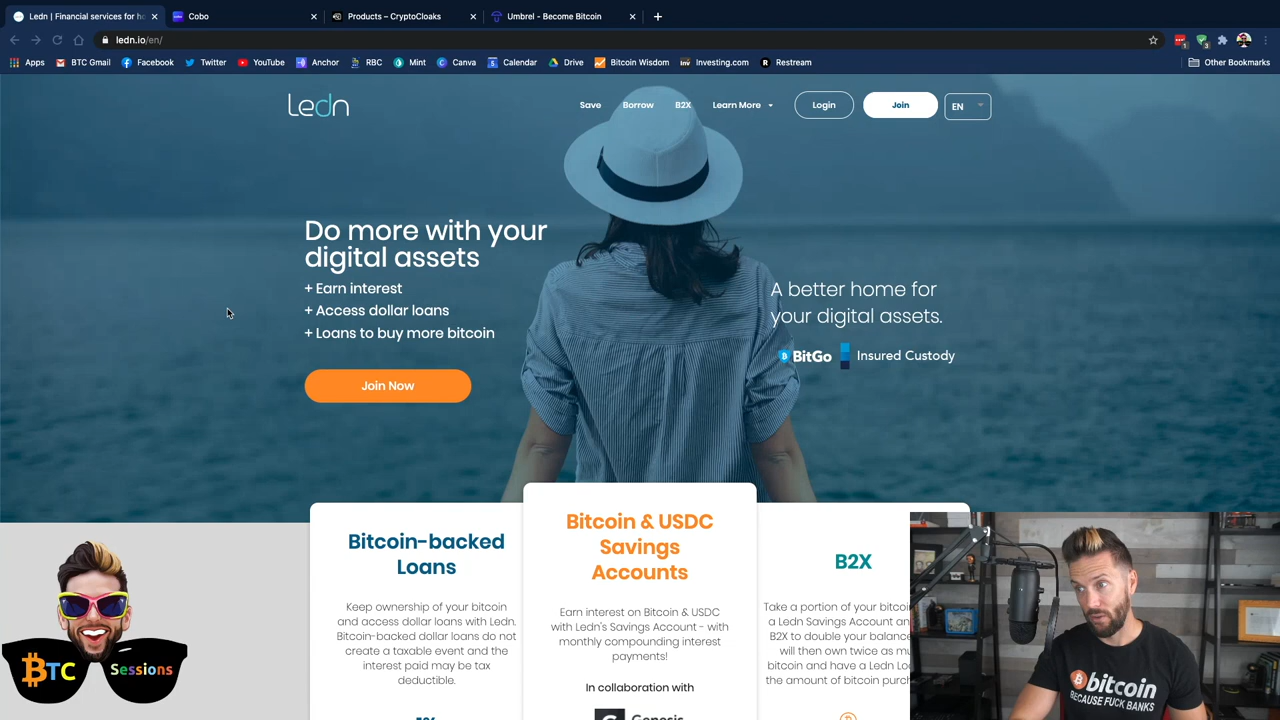 Ledn | Financial services for h
Cobo
Products – CryptoCloaks
Umbrel - Become Bitcoin
ledn.io/en/
1
3
Apps
BTC Gmail
Facebook
Twitter
YouTube
Anchor
RBC
Mint
Canva
Calendar
Drive
Bitcoin Wisdom
inv Investing.com
R Restream
Other Bookmarks
Ledn
Save
Borrow
B2X
Learn More
Login
Join
EN
Do more with your
digital assets
+ Earn interest
+ Access dollar loans
+ Loans to buy more bitcoin
Join Now
A better home for
your digital assets.
BitGo
Insured Custody
Bitcoin-backed
Loans
Keep ownership of your bitcoin
and access dollar loans with Ledn.
Bitcoin-backed dollar loans do not
create a taxable event and the
interest paid may be tax
deductible.
Bitcoin & USDC
Savings
Accounts
Earn interest on Bitcoin & USDC
with Ledn's Savings Account - with
monthly compounding interest
payments!
In collaboration with
Genesis
B2X
Take a portion of your bitcoi
a Ledn Savings Account an
B2X to double your balance
will then own twice as mu
bitcoin and have a Ledn Lo
the amount of bitcoin purch
BTC Sessions
bitcoin
BECAUSE FUCK BANKS